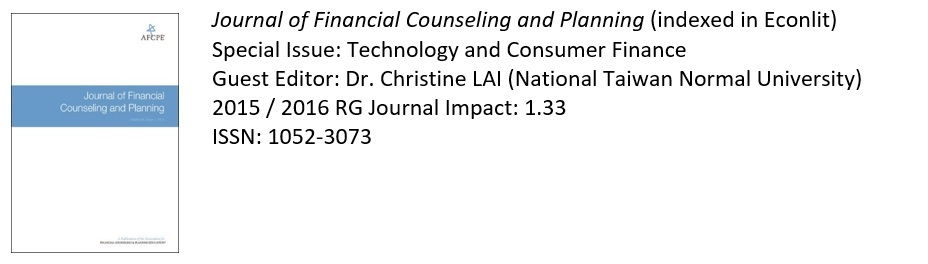 AFCPE
Journal of Financial
Counseling and Planning
Journal of Financial Counseling and Planning (indexed in Econlit)
Special Issue: Technology and Consumer Finance
Guest Editor: Dr. Christine LAI (National Taiwan Normal University)
2015 / 2016 RG Journal Impact: 1.33
ISSN: 1052-3073